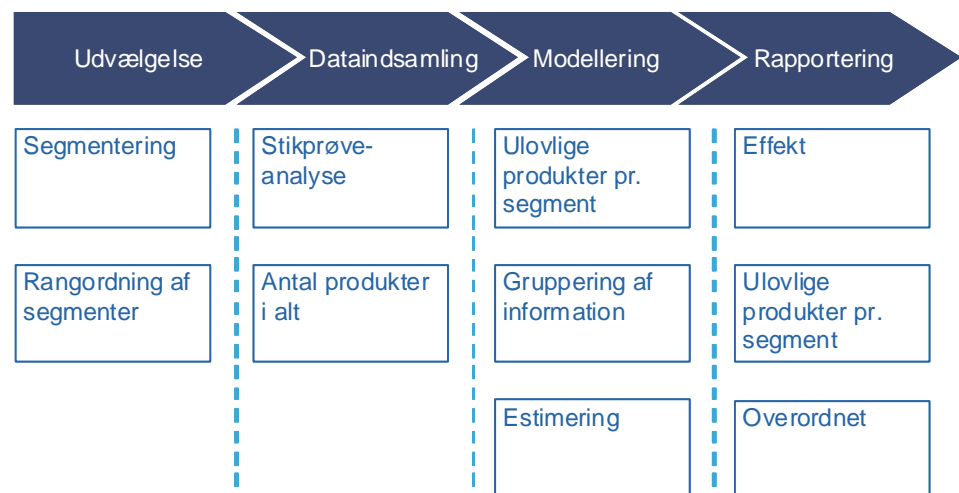 Udvælgelse
Dataindsamling
Modellering
Rapportering
Segmentering
Rangordning af
segmenter
Stikprøve-
analyse
Antal produkter
i alt
Ulovlige
produkter pr.
segment
Gruppering af
information
Estimering
Effekt
Ulovlige
produkter pr.
segment
Overordnet